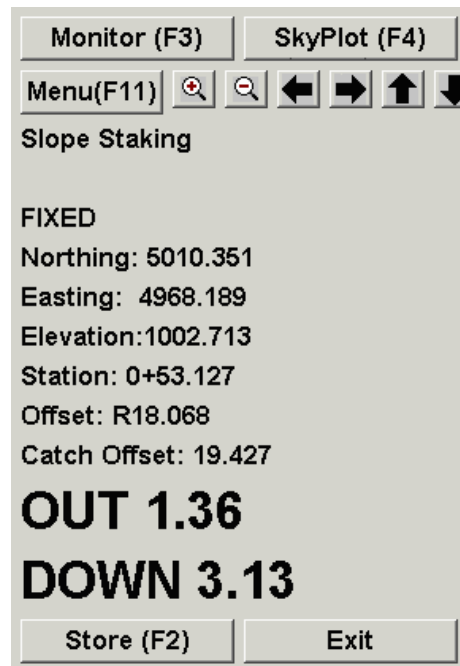 Monitor (F3) SkyPlot (F4)
Menu(F11)
Slope Staking
FIXED
Northing: 5010.351
Easting: 4968.189
Elevation:1002.713
Station: 0+53.127
Offset: R18.068
Catch Offset: 19.427
OUT 1.36
DOWN 3.13
Store (F2) Exit